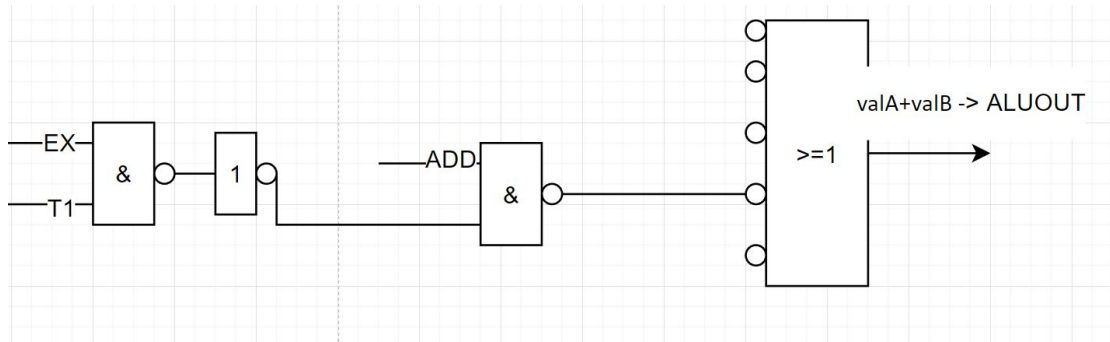 EX
T1
&
1
ADD
&
>=1
valA+valB -> ALUOUT